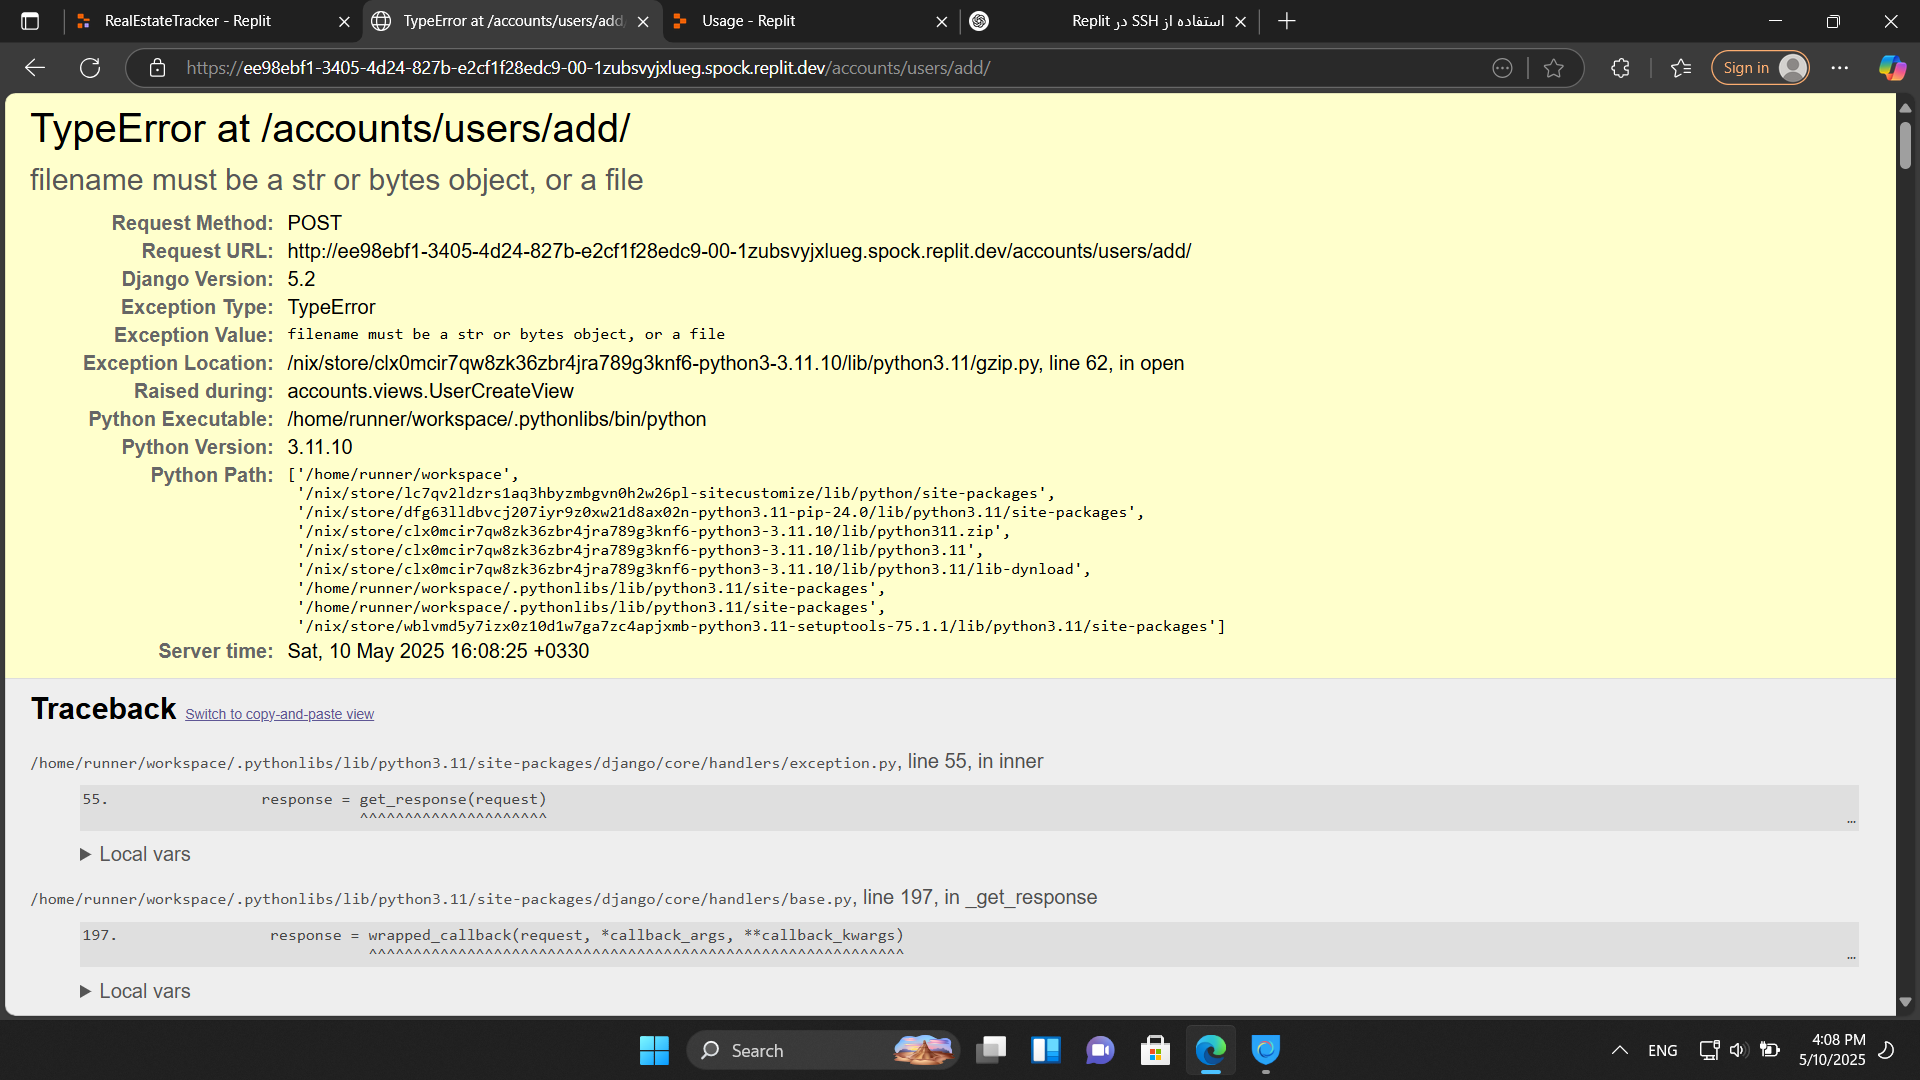 RealEstateTracker - Replit
TypeError at /accounts/users/add/
Usage - Replit
استفاده از SSH در Replit
https://ee98ebf1-3405-4d24-827b-e2cf1f28edc9-00-1zubsvyjxlueg.spock.replit.dev/accounts/users/add/
Sign in
TypeError at /accounts/users/add/
filename must be a str or bytes object, or a file
Request Method: POST
Request URL: http://ee98ebf1-3405-4d24-827b-e2cf1f28edc9-00-1zubsvyjxlueg.spock.replit.dev/accounts/users/add/
Django Version: 5.2
Exception Type: TypeError
Exception Value: filename must be a str or bytes object, or a file
Exception Location: /nix/store/clx0mcir7qw8zk36zbr4jra789g3knf6-python3-3.11.10/lib/python3.11/gzip.py, line 62, in open
Raised during: accounts.views.UserCreateView
Python Executable: /home/runner/workspace/.pythonlibs/bin/python
Python Version: 3.11.10
Python Path: ['/home/runner/workspace',
'/nix/store/lc7qv2ldzrs1aq3hbyzmbgvn0h2w26pl-sitecustomize/lib/python/site-packages',
'/nix/store/dfg63lldbvcj207iyr9z0xw21d8ax02n-python3.11-pip-24.0/lib/python3.11/site-packages',
'/nix/store/clx0mcir7qw8zk36zbr4jra789g3knf6-python3-3.11.10/lib/python311.zip',
'/nix/store/clx0mcir7qw8zk36zbr4jra789g3knf6-python3-3.11.10/lib/python3.11',
'/nix/store/clx0mcir7qw8zk36zbr4jra789g3knf6-python3-3.11.10/lib/python3.11/lib-dynload',
'/home/runner/workspace/.pythonlibs/lib/python3.11/site-packages',
'/home/runner/workspace/.pythonlibs/lib/python3.11/site-packages',
'/nix/store/wblvmd5y7izx0z10d1w7ga7zc4apjxmb-python3.11-setuptools-75.1.1/lib/python3.11/site-packages']
Server time: Sat, 10 May 2025 16:08:25 +0330
Traceback Switch to copy-and-paste view
/home/runner/workspace/.pythonlibs/lib/python3.11/site-packages/django/core/handlers/exception.py, line 55, in inner
55. response = get_response(request)
^^^^^^^^^^^^^^^^^^^^^ …
Local vars
/home/runner/workspace/.pythonlibs/lib/python3.11/site-packages/django/core/handlers/base.py, line 197, in _get_response
197. response = wrapped_callback(request, *callback_args, **callback_kwargs)
^^^^^^^^^^^^^^^^^^^^^^^^^^^^^^^^^^^^^^^^^^^^^^^^^^^^^^^^^^^^ …
Local vars
Search
ENG
4:08 PM
5/10/2025